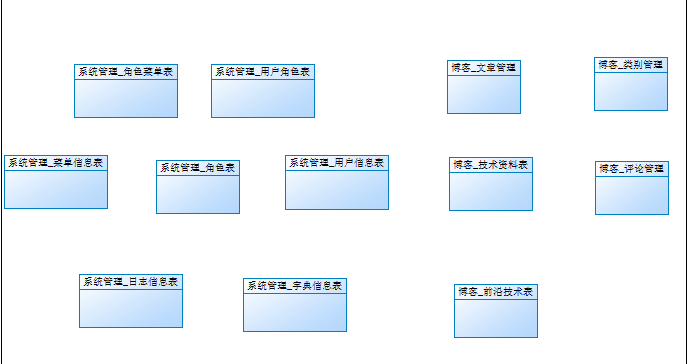 系统管理_角色菜单表
系统管理_用户角色表
博客_文章管理
博客_类别管理
系统管理_菜单信息表
系统管理_角色表
系统管理_用户信息表
博客_技术资料表
博客_评论管理
系统管理_日志信息表
系统管理_字典信息表
博客_前沿技术表